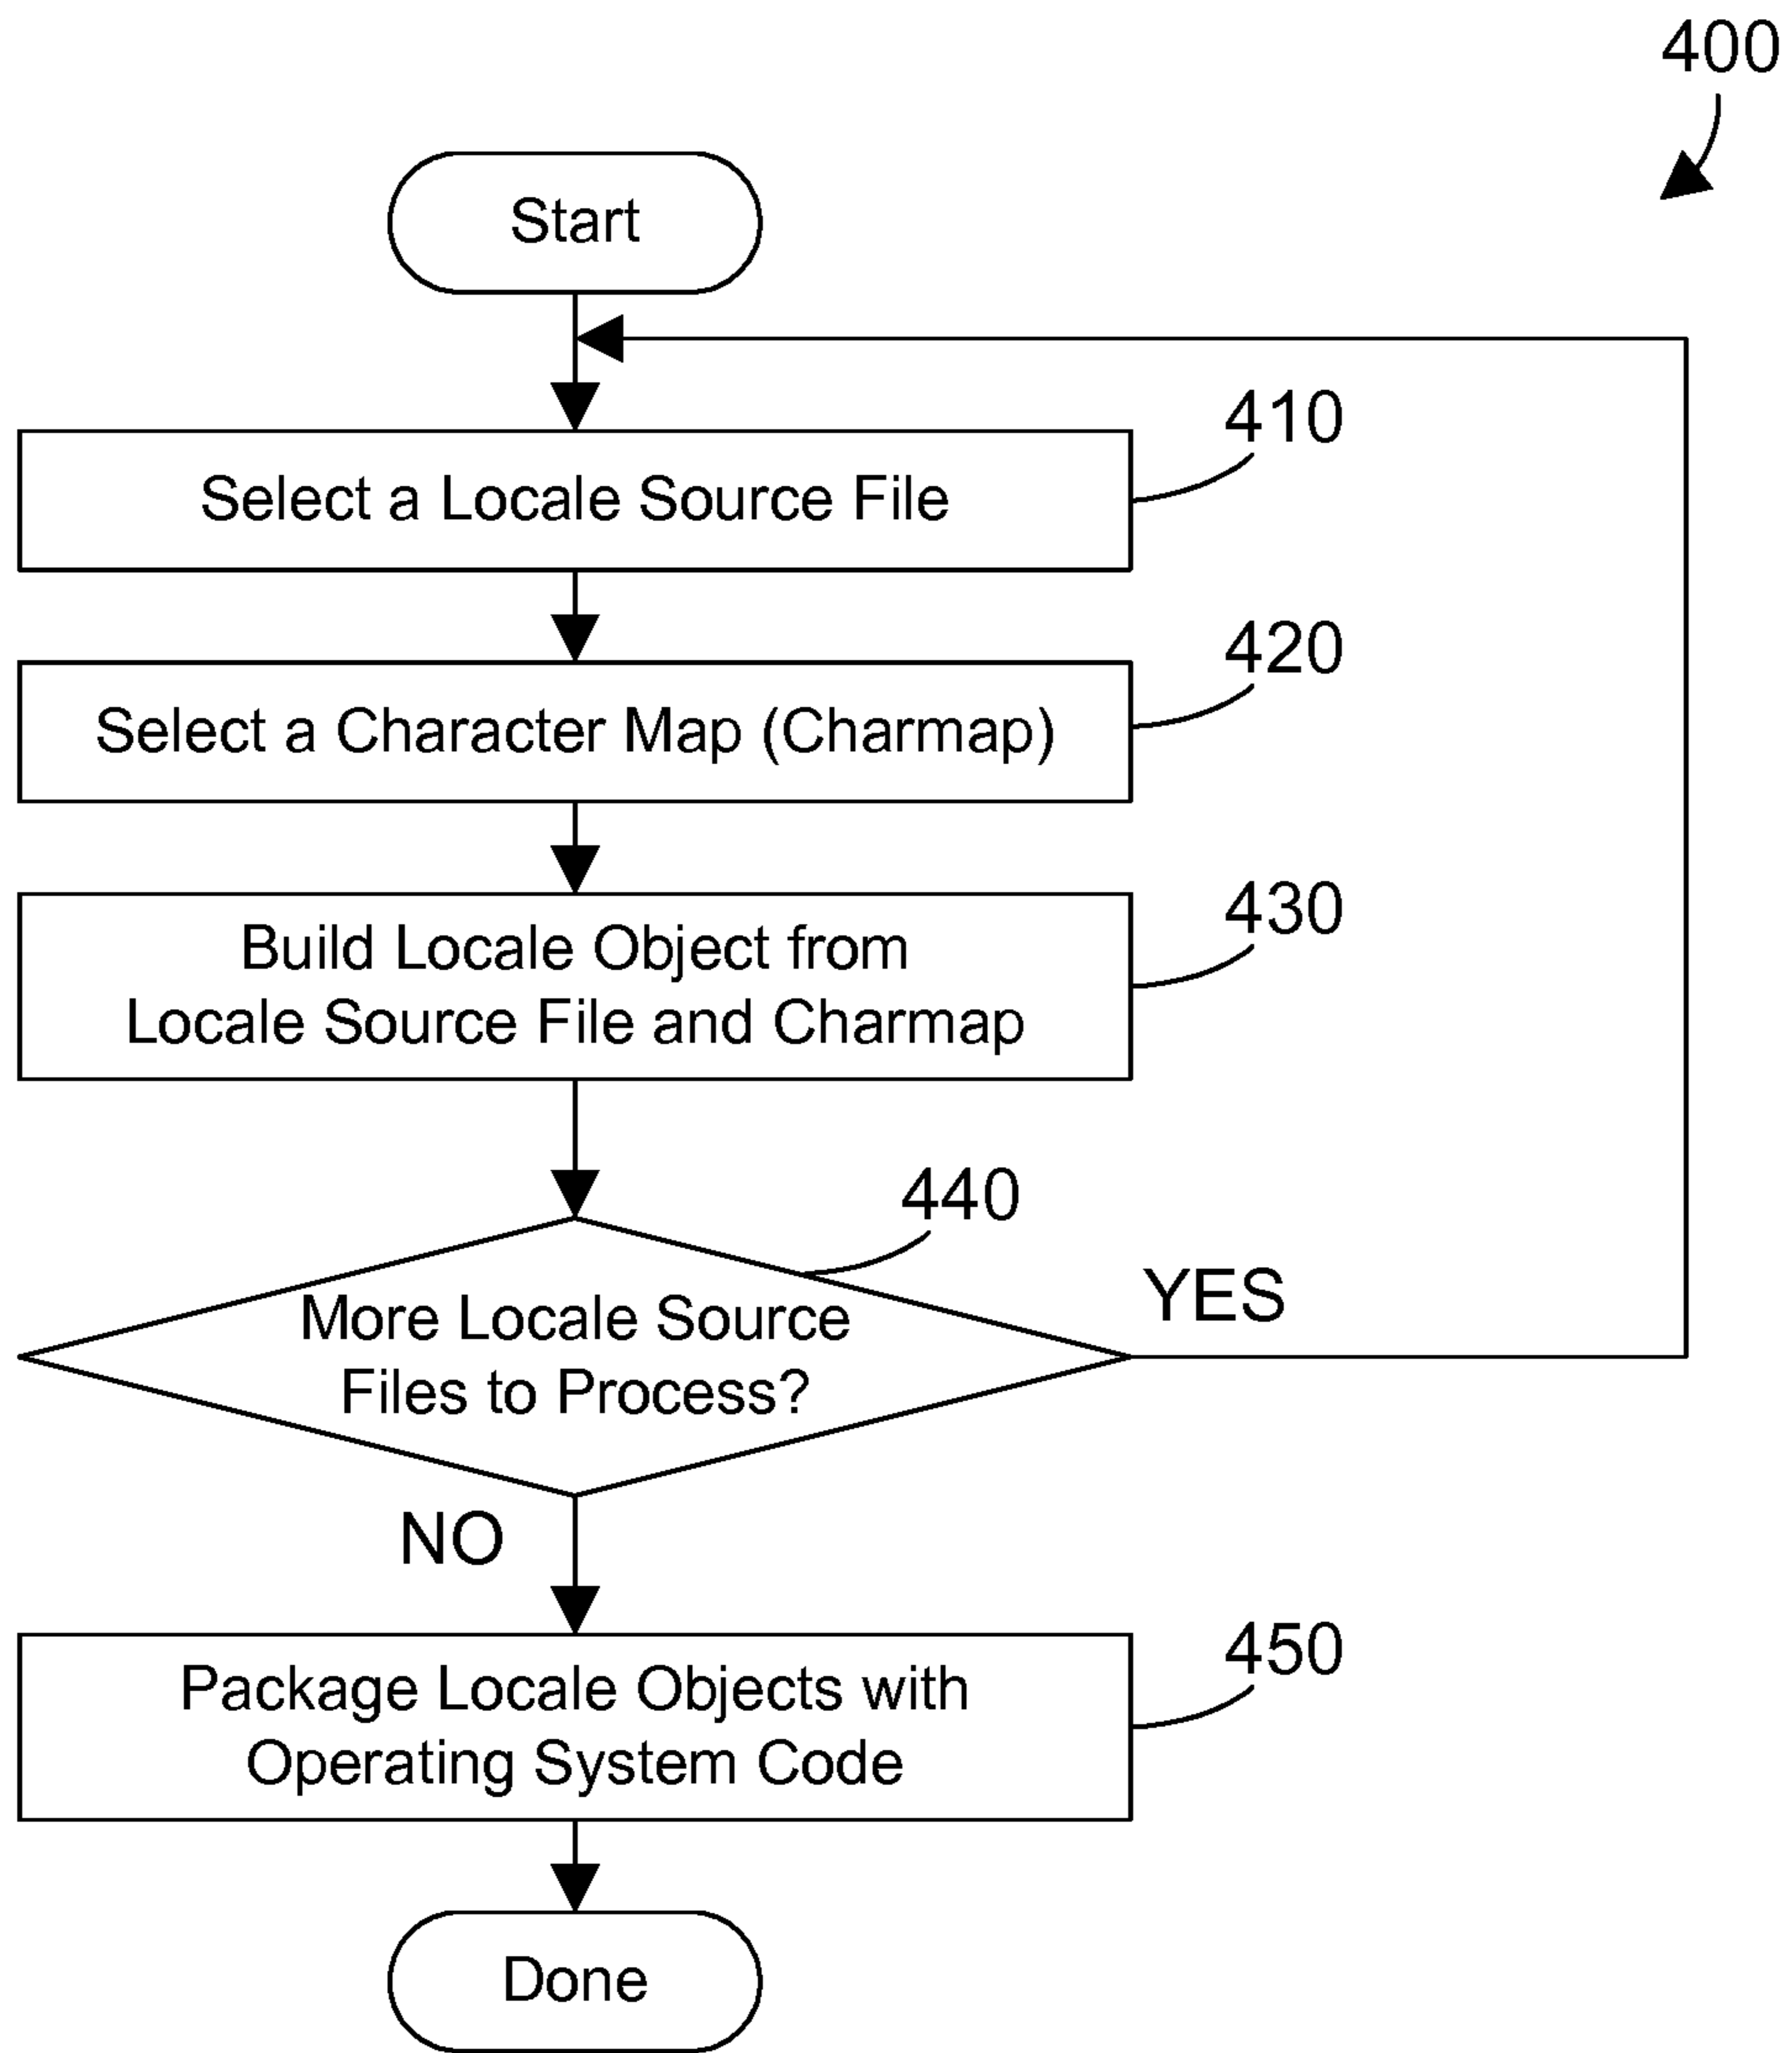 400
Start
410
Select a Locale Source File
420
Select a Character Map (Charmap)
430
Build Locale Object from
Locale Source File and Charmap
440
More Locale Source
Files to Process?
YES
NO
450
Package Locale Objects with
Operating System Code
Done